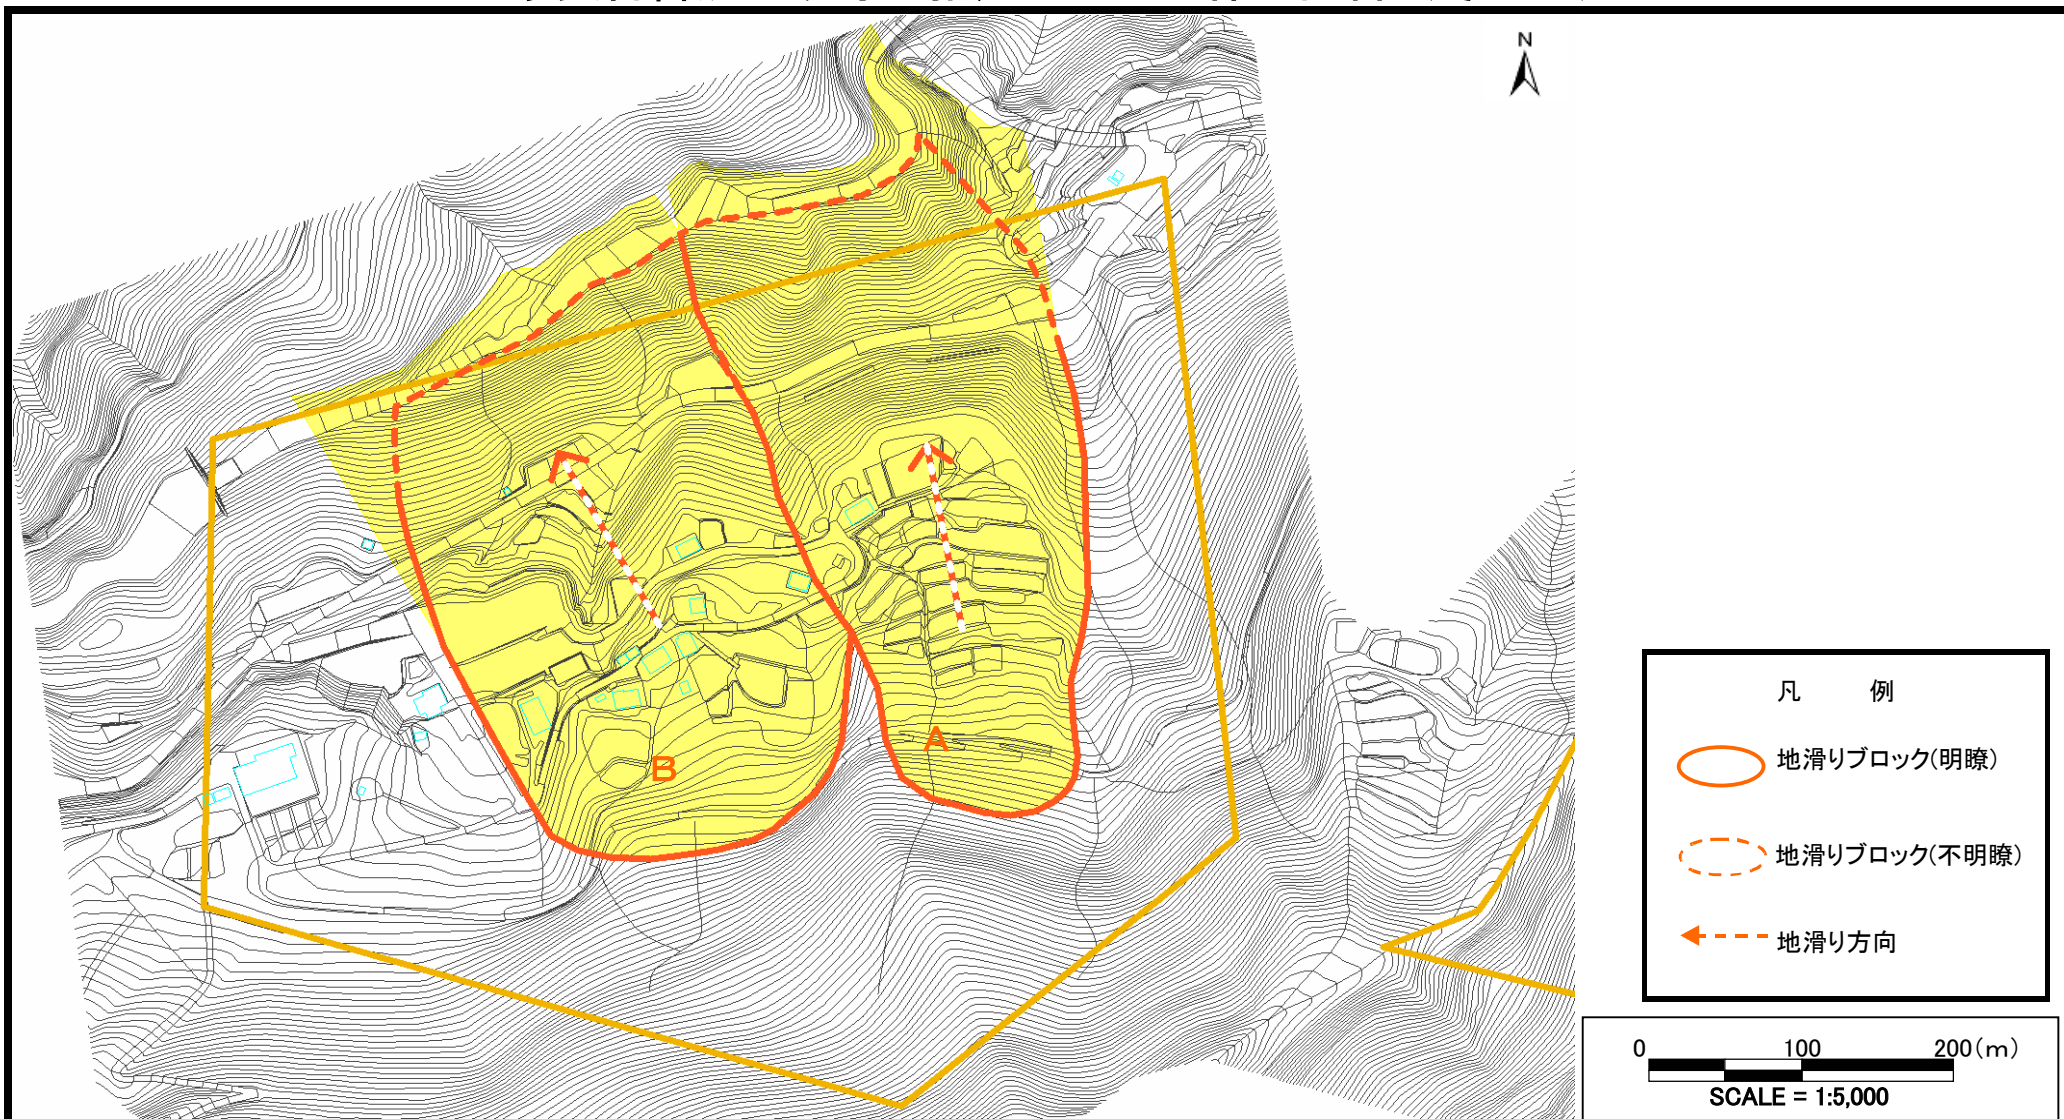 N
A
B
凡 例
地滑りブロック(明瞭)
地滑りブロック(不明瞭)
地滑り方向
0 100 200(m)
SCALE = 1:5,000